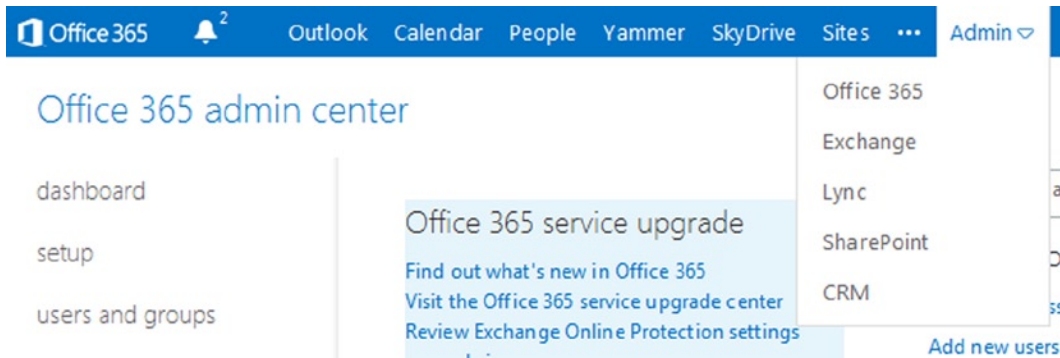 Office 365 2 Outlook Calendar People Yammer SkyDrive Sites ••• Admin
Office 365 admin center
dashboard
setup
users and groups
Office 365 service upgrade
Find out what's new in Office 365
Visit the Office 365 service upgrade center
Review Exchange Online Protection settings
Office 365
Exchange
Lync
SharePoint
CRM
Add new users